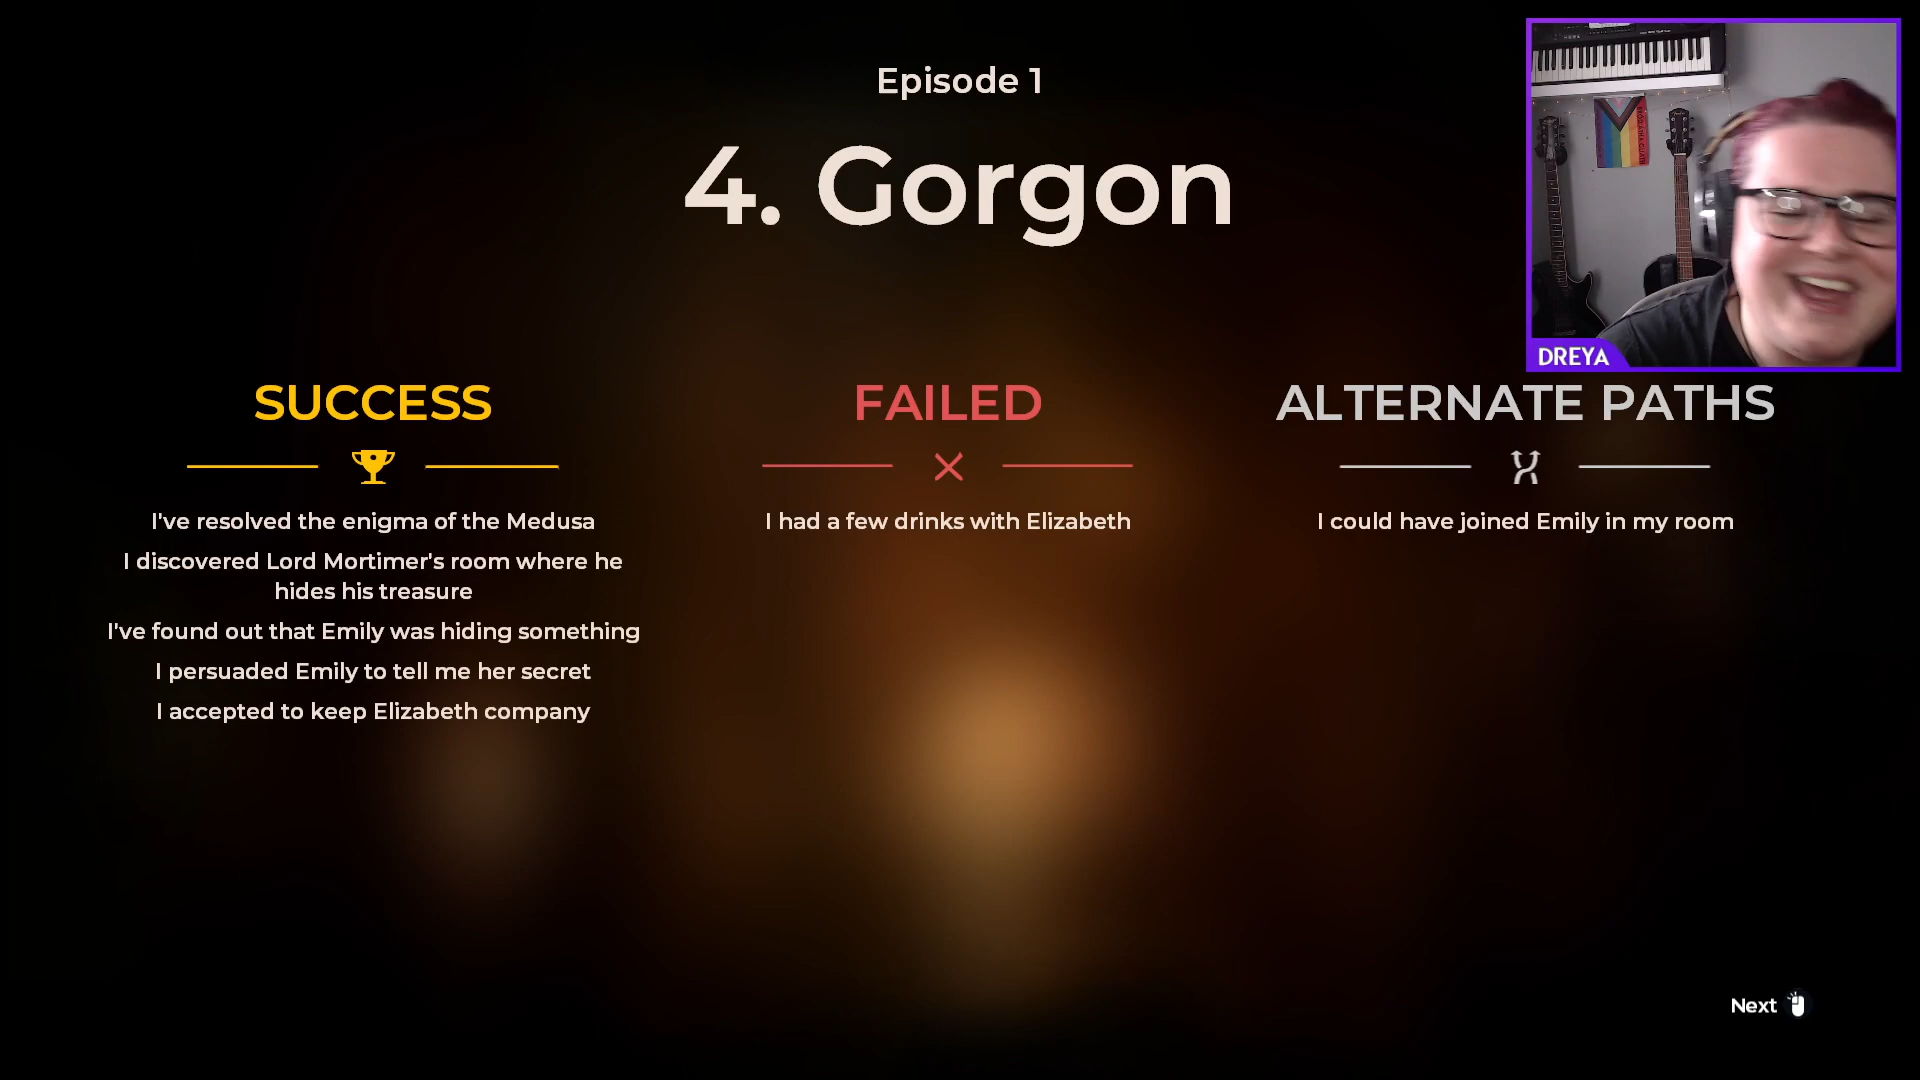 Episode 1
4. Gorgon
DREYA
SUCCESS
I've resolved the enigma of the Medusa
I discovered Lord Mortimer's room where he
hides his treasure
I've found out that Emily was hiding something
I persuaded Emily to tell me her secret
I accepted to keep Elizabeth company
FAILED
I had a few drinks with Elizabeth
ALTERNATE PATHS
I could have joined Emily in my room
Next